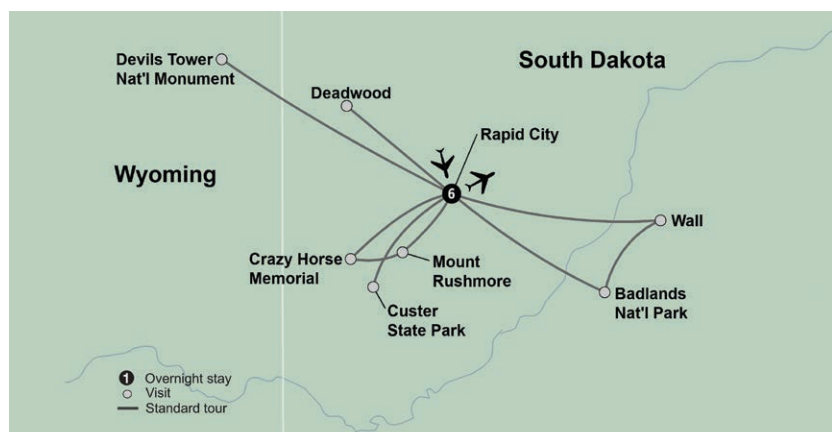 South Dakota
Devils Tower
Nat'l Monument
Deadwood
Rapid City
Wyoming
6
Wall
Crazy Horse
Memorial
Mount
Rushmore
Custer
State Park
Badlands
Nat'l Park
1 Overnight stay
Visit
Standard tour